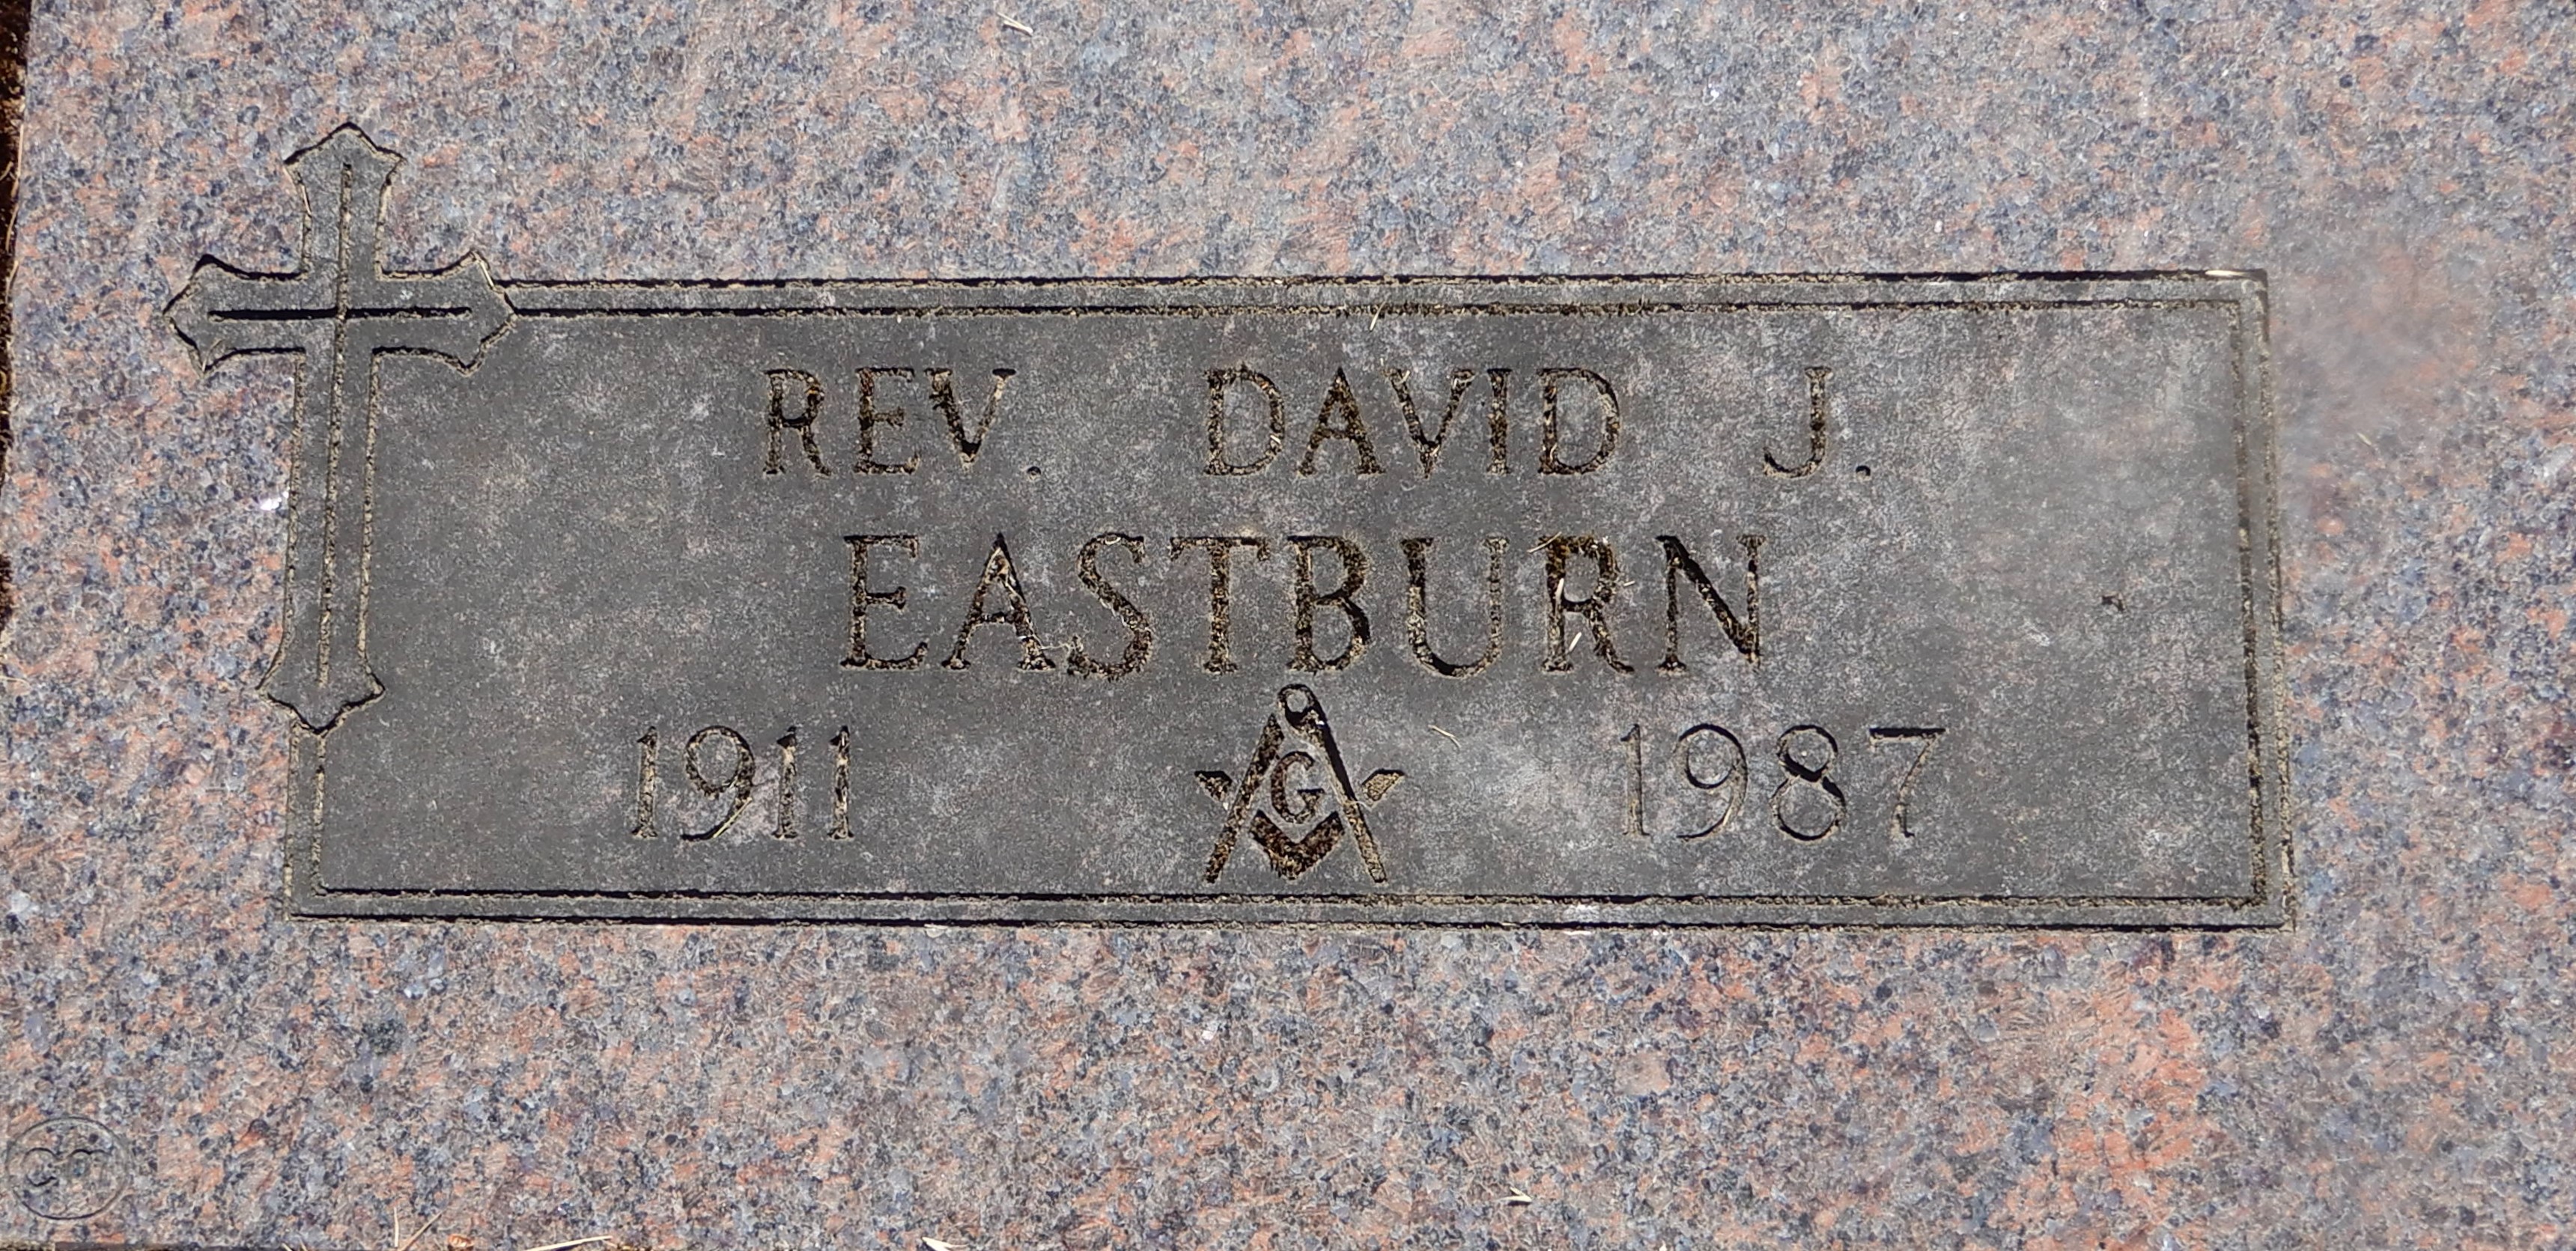 REV. DAVID J.
EASTBURN
1911 G 1987